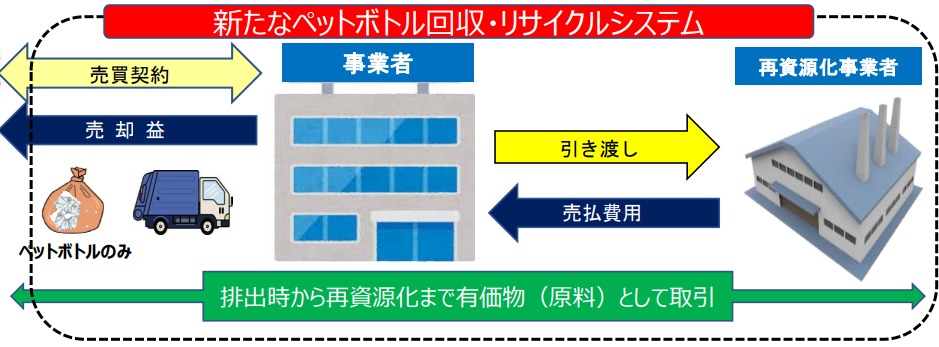 新たなペットボトル回収・リサイクルシステム
売買契約
事業者
再資源化事業者
売 却 益
引き渡し
売払費用
ペットボトルのみ
排出時から再資源化まで有価物（原料）として取引